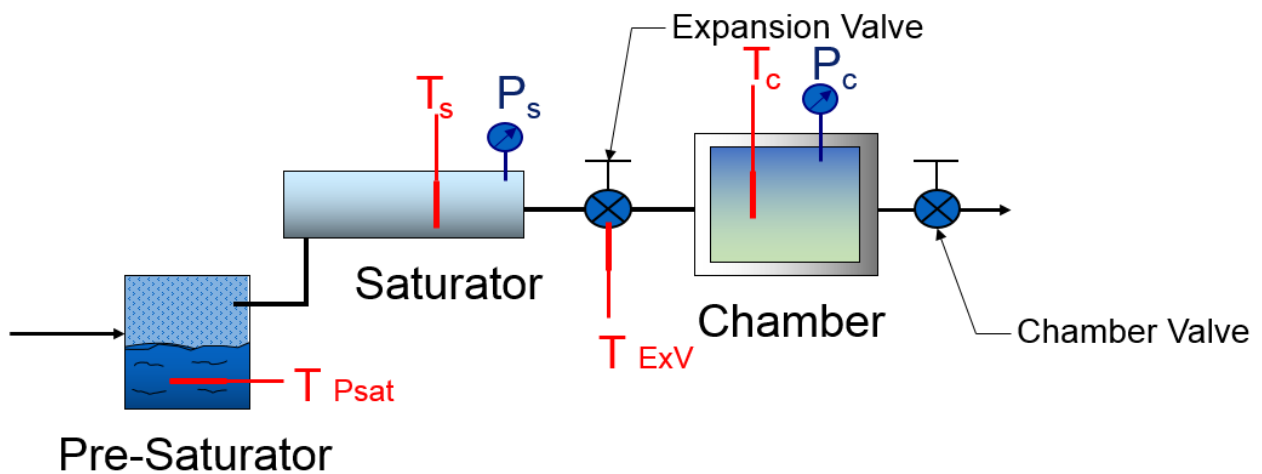 Expansion Valve
Ts
Ps
Tc
Pc
Saturator
Chamber
Chamber Valve
T ExV
T Psat
Pre-Saturator